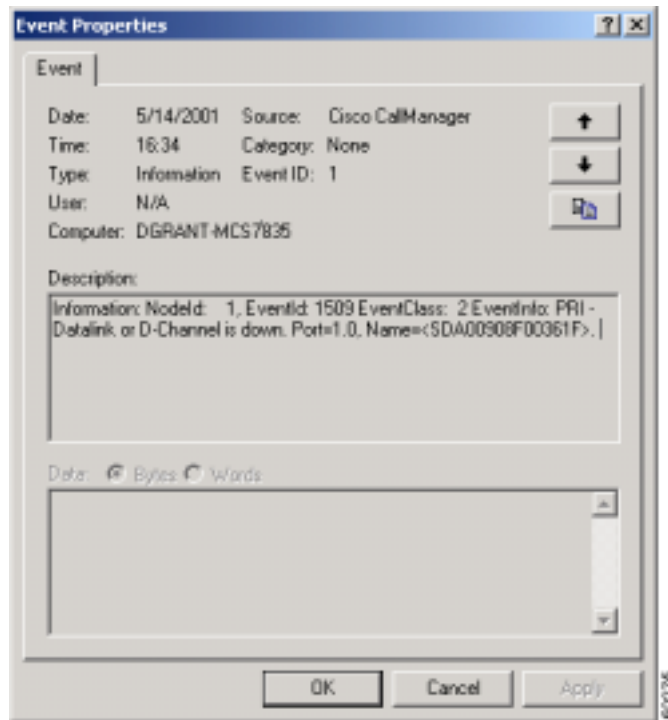 Event Properties
Event
Date: 5/14/2001 Source: Cisco CallManager
Time: 16:34 Category: None
Type: Information Event ID: 1
User: N/A
Computer: DGRANT-MCS7835
Description:
Information: NodeId: 1, EventId: 1509 EventClass: 2 EventInfo: PRI -
Datalink or D-Channel is down. Port=1.0, Name=<SDA00908F00361F>.
Data: Bytes Words
OK Cancel Apply